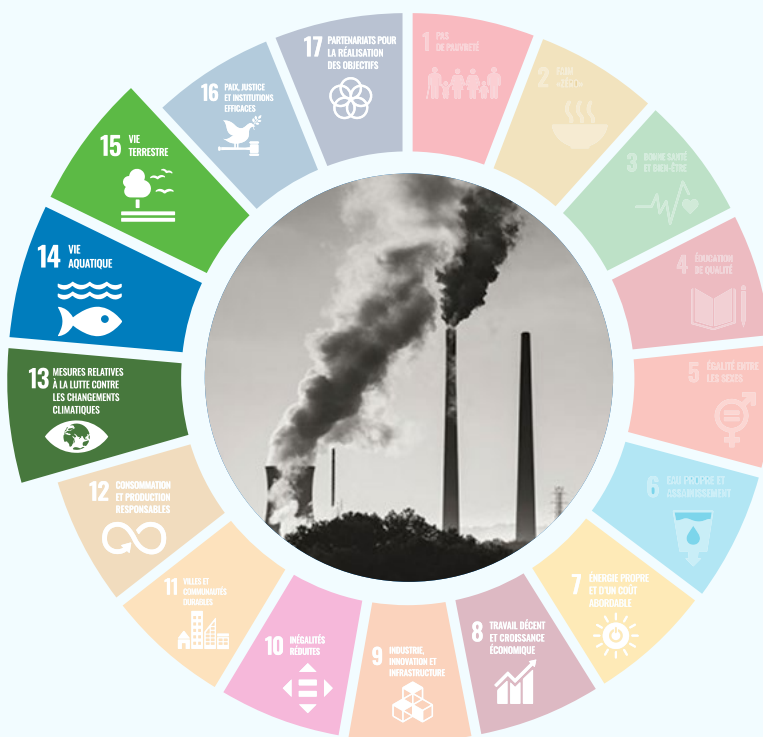 1 PAS
DE PAUVRETÉ
2 FAIM
« ZÉRO »
3 BONNE SANTÉ
ET BIEN-ÊTRE
4 ÉDUCATION
DE QUALITÉ
5 ÉGALITÉ ENTRE
LES SEXES
6 EAU PROPRE ET
ASSAINISSEMENT
7 ÉNERGIE PROPRE
ET D'UN COÛT
ABORDABLE
8 TRAVAIL DÉCENT
ET CROISSANCE
ÉCONOMIQUE
9 INDUSTRIE,
INNOVATION ET
INFRASTRUCTURE
10 INÉGALITÉS
RÉDUITES
11 VILLES ET
COMMUNAUTÉS
DURABLES
12 CONSOMMATION
ET PRODUCTION
RESPONSABLES
13 MESURES RELATIVES
À LA LUTTE CONTRE
LES CHANGEMENTS
CLIMATIQUES
14 VIE
AQUATIQUE
15 VIE
TERRESTRE
16 PAIX, JUSTICE
ET INSTITUTIONS
EFFICACES
17 PARTENARIATS POUR
LA RÉALISATION
DES OBJECTIFS